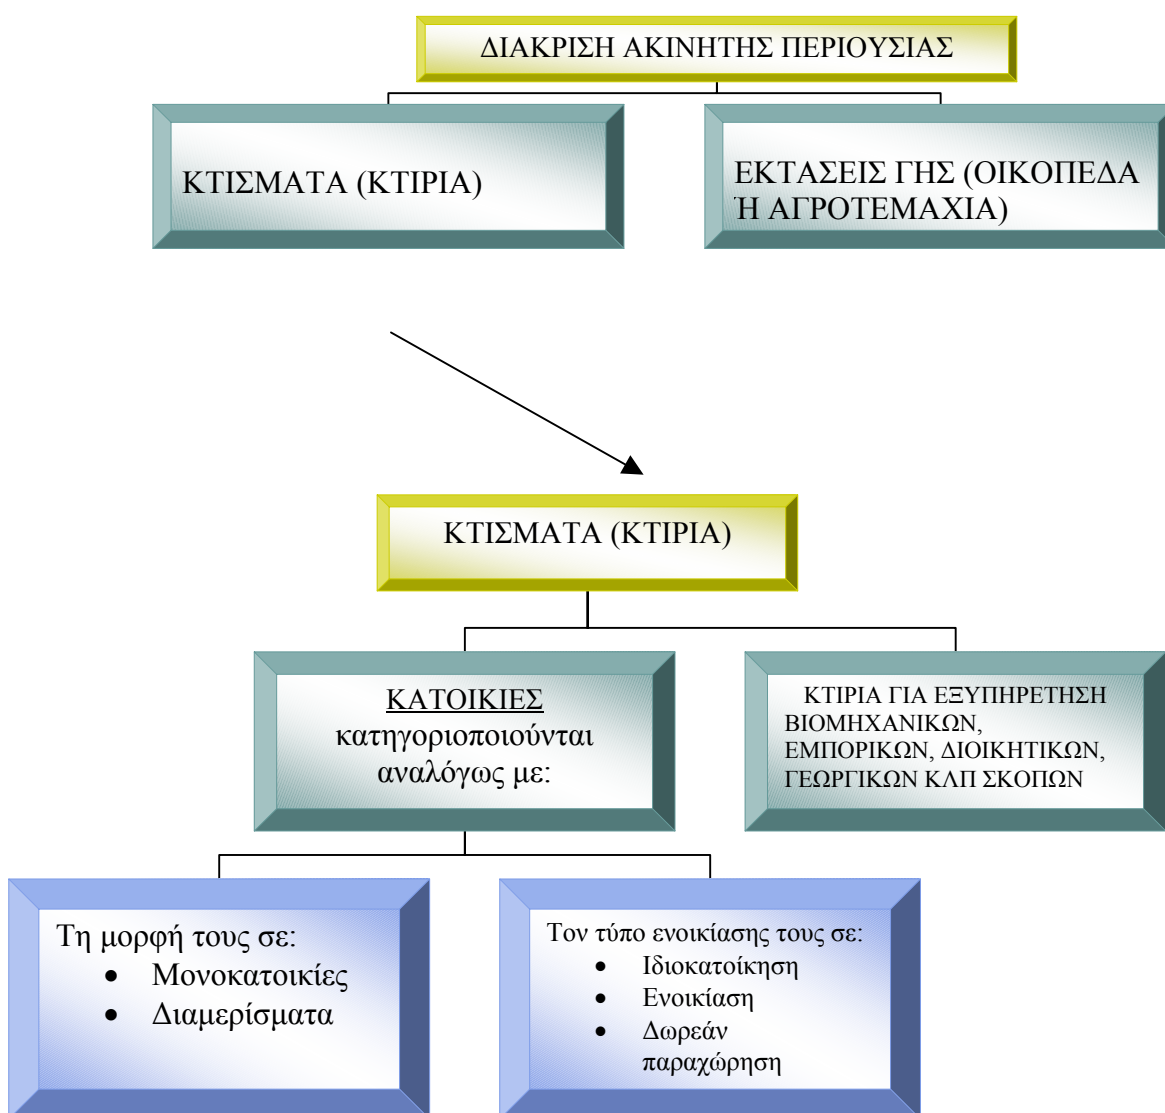 ΔΙΑΚΡΙΣΗ ΑΚΙΝΗΤΗΣ ΠΕΡΙΟΥΣΙΑΣ
ΚΤΙΣΜΑΤΑ (ΚΤΙΡΙΑ)
ΕΚΤΑΣΕΙΣ ΓΗΣ (ΟΙΚΟΠΕΔΑ
Ή ΑΓΡΟΤΕΜΑΧΙΑ)
ΚΤΙΣΜΑΤΑ (ΚΤΙΡΙΑ)
ΚΑΤΟΙΚΙΕΣ
κατηγοριοποιούνται
αναλόγως με:
ΚΤΙΡΙΑ ΓΙΑ ΕΞΥΠΗΡΕΤΗΣΗ
ΒΙΟΜΗΧΑΝΙΚΩΝ,
ΕΜΠΟΡΙΚΩΝ, ΔΙΟΙΚΗΤΙΚΩΝ,
ΓΕΩΡΓΙΚΩΝ ΚΛΠ ΣΚΟΠΩΝ
Τη μορφή τους σε:
• Μονοκατοικίες
• Διαμερίσματα
Τον τύπο ενοικίασης τους σε:
• Ιδιοκατοίκηση
• Ενοικίαση
• Δωρεάν
παραχώρηση